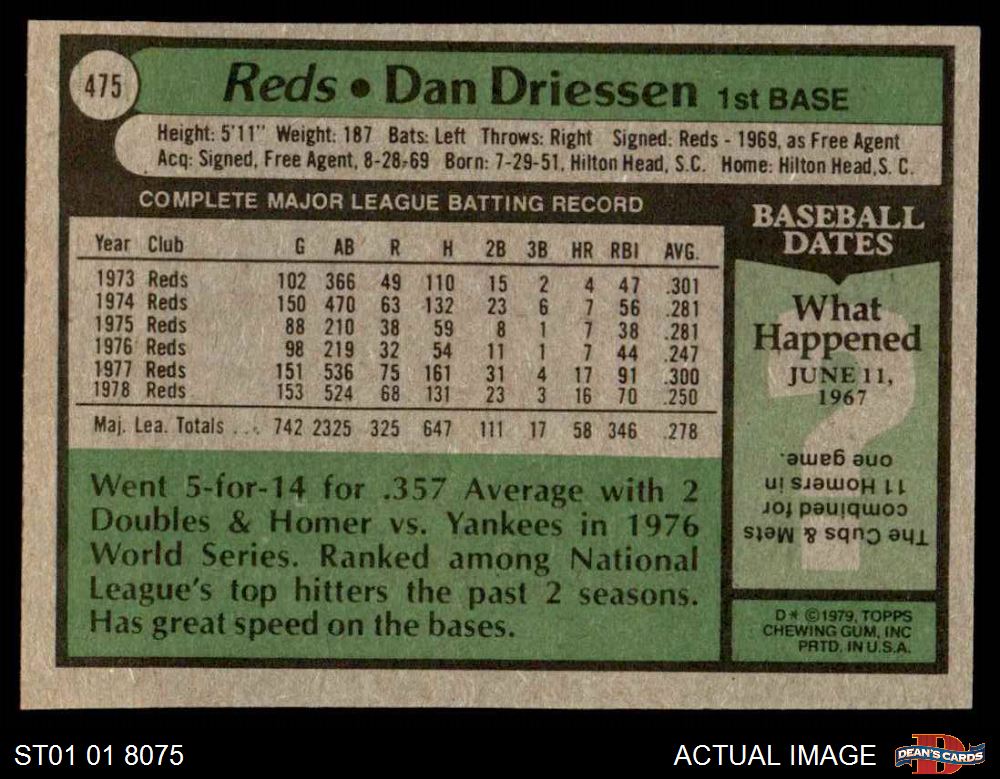 475
Reds • Dan Driessen 1st BASE
Height: 5'11" Weight: 187 Bats: Left Throws: Right Signed: Reds - 1969, as Free Agent
Acq: Signed, Free Agent, 8-28-69 Born: 7-29-51, Hilton Head, S.C. Home: Hilton Head, S. C.
COMPLETE MAJOR LEAGUE BATTING RECORD
Year Club G AB R H 2B 3B HR RBI AVG.
1973 Reds 102 366 49 110 15 2 4 47 .301
1974 Reds 150 470 63 132 23 6 7 56 .281
1975 Reds 88 210 38 59 8 1 7 38 .281
1976 Reds 98 219 32 54 11 1 7 44 .247
1977 Reds 151 536 75 161 31 4 17 91 .300
1978 Reds 153 524 68 131 23 3 16 70 .250
Maj. Lea. Totals ... 742 2325 325 647 111 17 58 346 .278
Went 5-for-14 for .357 Average with 2
Doubles & Homer vs. Yankees in 1976
World Series. Ranked among National
League's top hitters the past 2 seasons.
Has great speed on the bases.
BASEBALL
DATES
What
Happened
JUNE 11,
1967
?
The Cubs & Mets
combined for
11 Homers in
one game.
D* ©1979, TOPPS
CHEWING GUM, INC
PRTD. IN U.S.A.
ST01 01 8075
ACTUAL IMAGE
D
DEAN'S CARDS